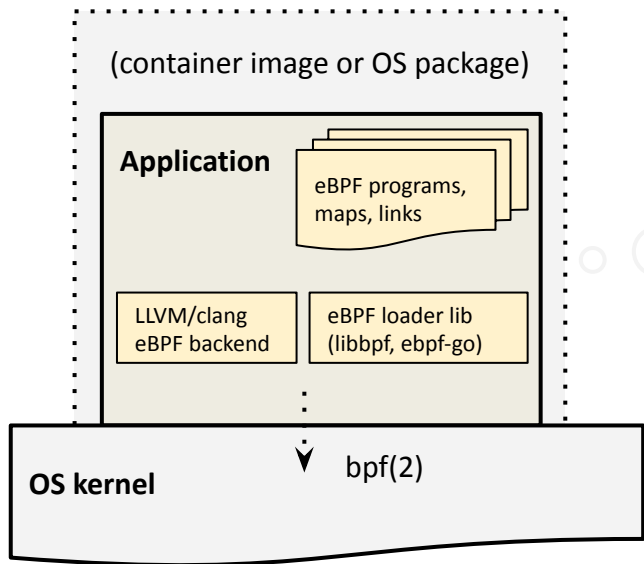 (container image or OS package)
Application
eBPF programs,
maps, links
LLVM/clang
eBPF backend
eBPF loader lib
(libbpf, ebpf-go)
bpf(2)
OS kernel